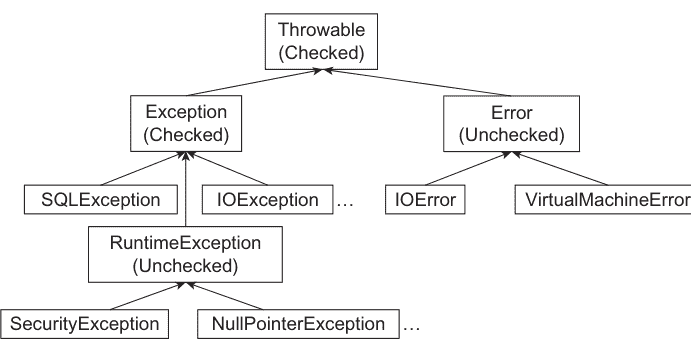 Throwable
(Checked)
Exception
(Checked)
Error
(Unchecked)
SQLException
IOException
...
IOError
VirtualMachineError
RuntimeException
(Unchecked)
SecurityException
NullPointerException
...